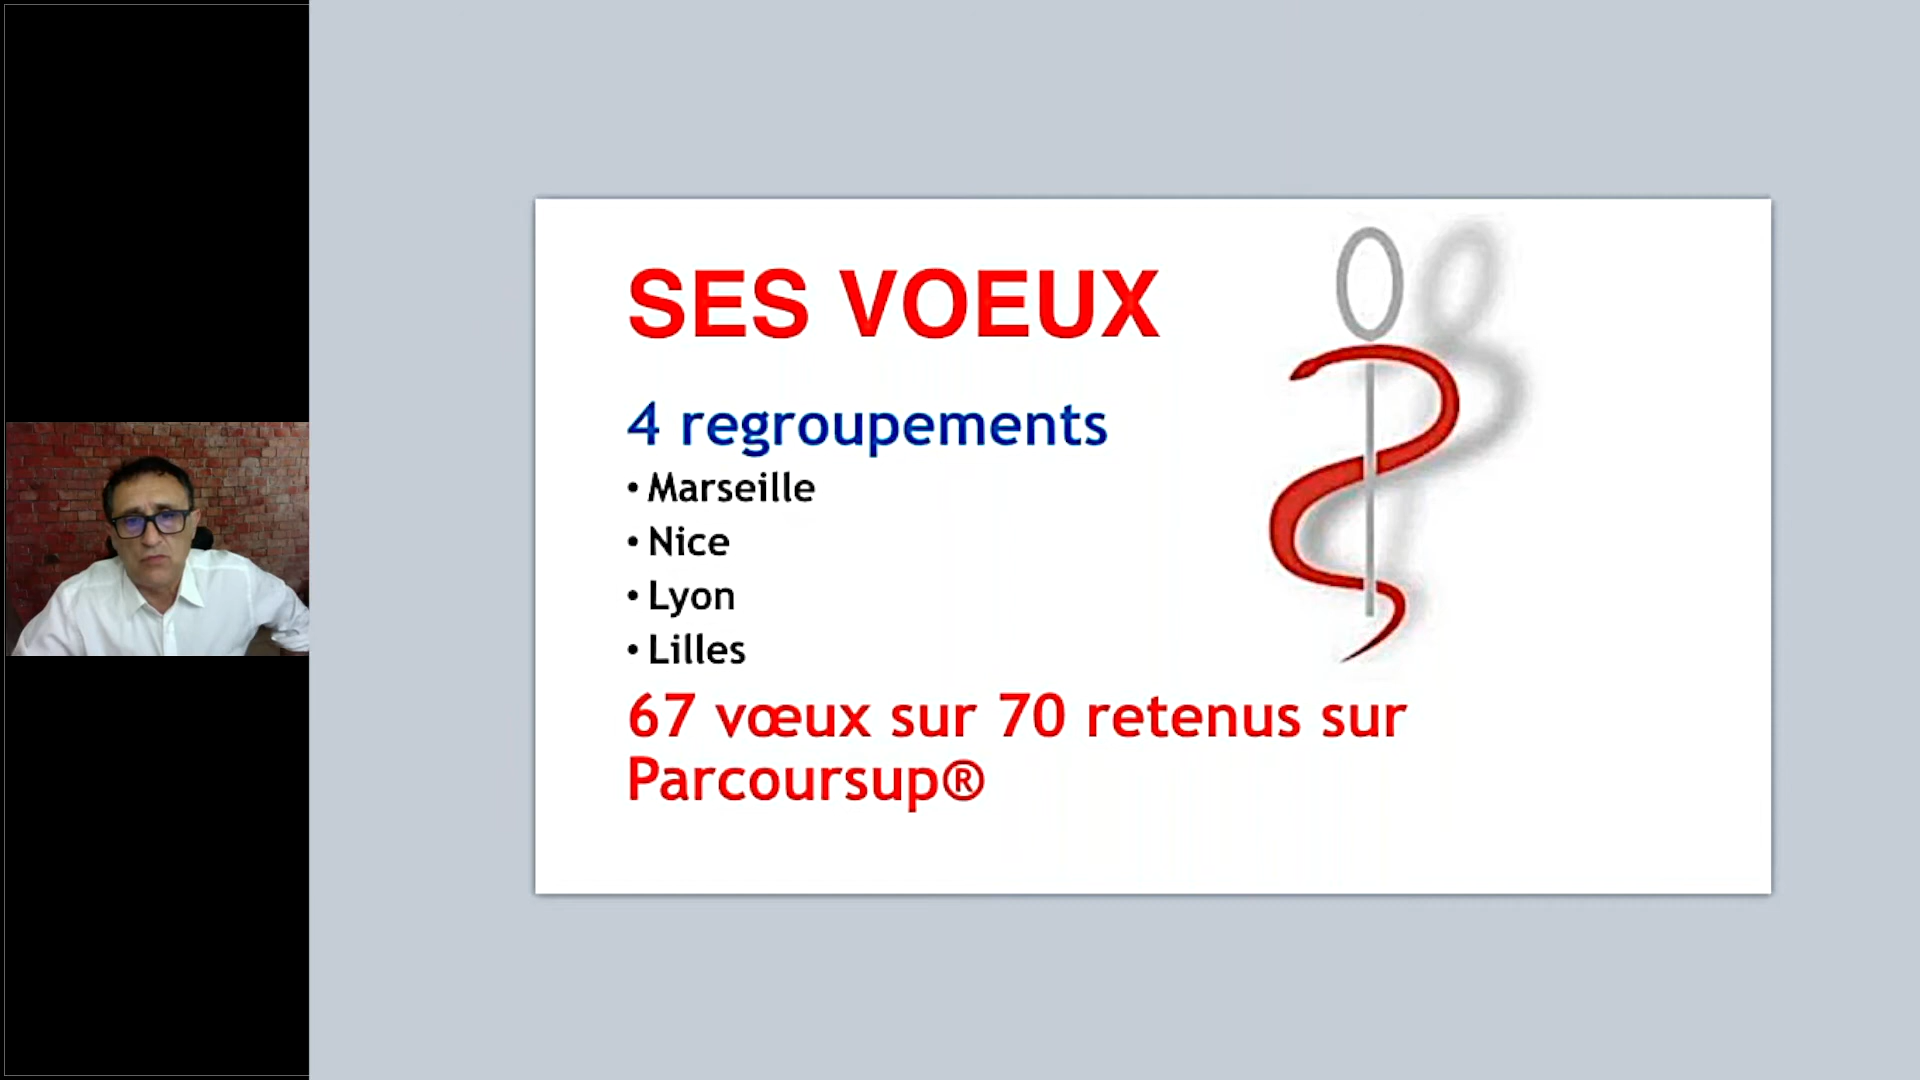 SES VOEUX
4 regroupements
• Marseille
• Nice
• Lyon
• Lilles
67 vœux sur 70 retenus sur
Parcoursup®